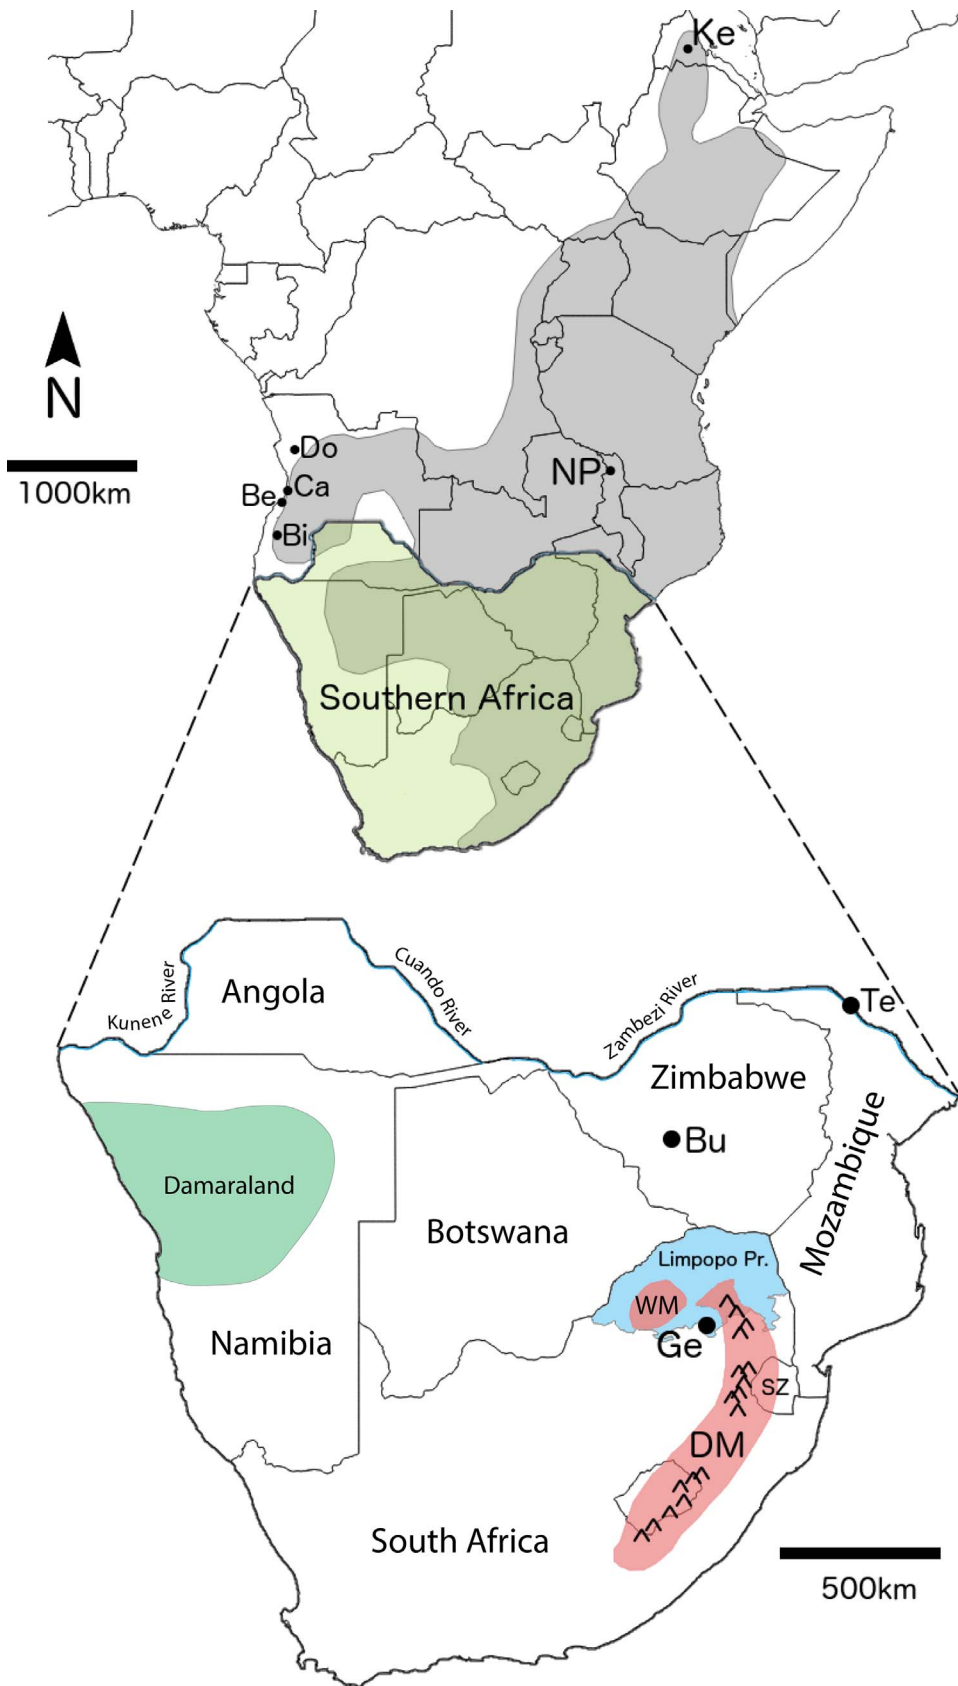 Ke
N
1000km
Do
Ca
Be
Bi
NP
Southern Africa
Kunene River
Angola
Cuando River
Zambezi River
Te
Zimbabwe
Bu
Mozambique
Damaraland
Botswana
Limpopo Pr.
WM
Ge
Namibia
SZ
DM
South Africa
500km